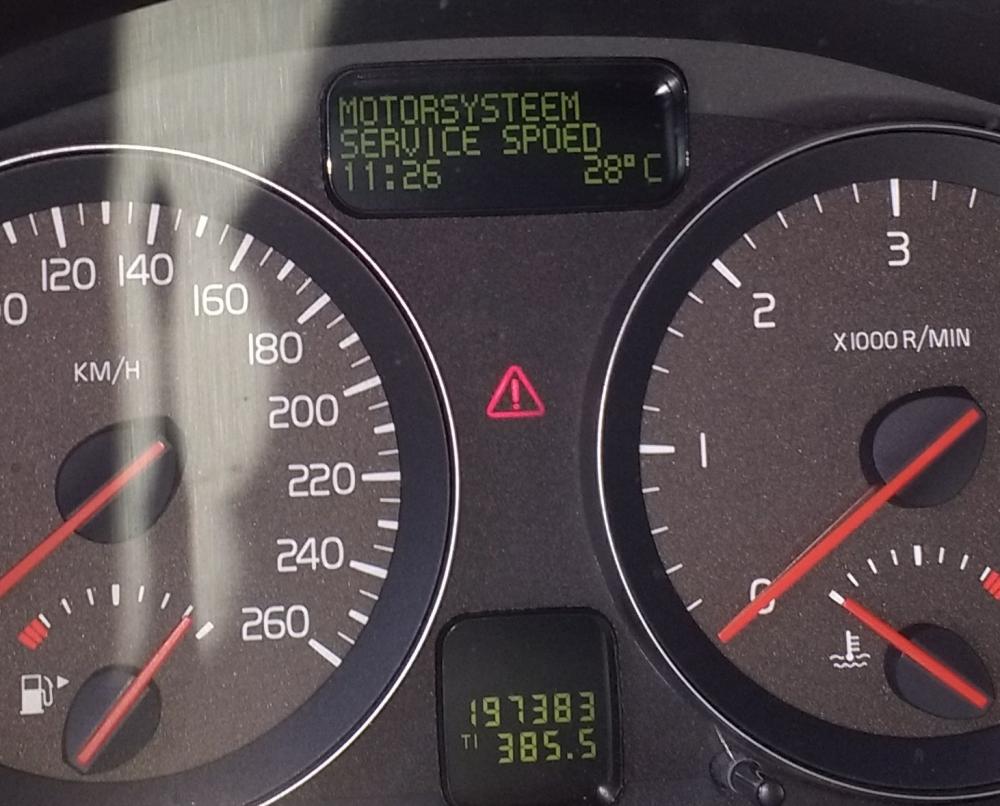 MOTORSYSTEEM
SERVICE SPOED
11:26 28°C
120 140
160
180
200
220
240
260
KM/H
3
2
1
0
X1000 R/MIN
197383
T1 385.5